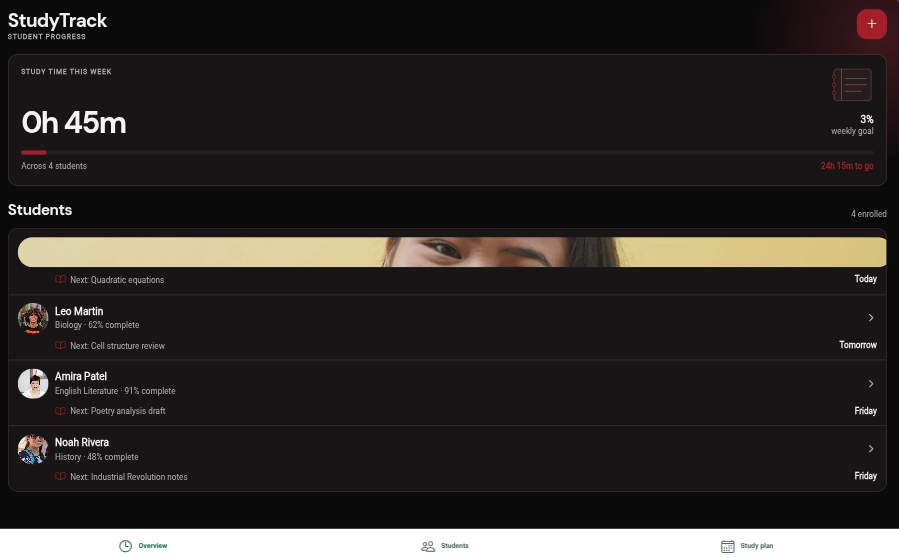 StudyTrack
STUDENT PROGRESS
STUDY TIME THIS WEEK
0h 45m
3%
weekly goal
Across 4 students
24h 15m to go
Students
4 enrolled
Next: Quadratic equations
Today
Leo Martin
Biology · 62% complete
Next: Cell structure review
Tomorrow
Amira Patel
English Literature · 91% complete
Next: Poetry analysis draft
Friday
Noah Rivera
History · 48% complete
Next: Industrial Revolution notes
Friday
Overview
Students
Study plan